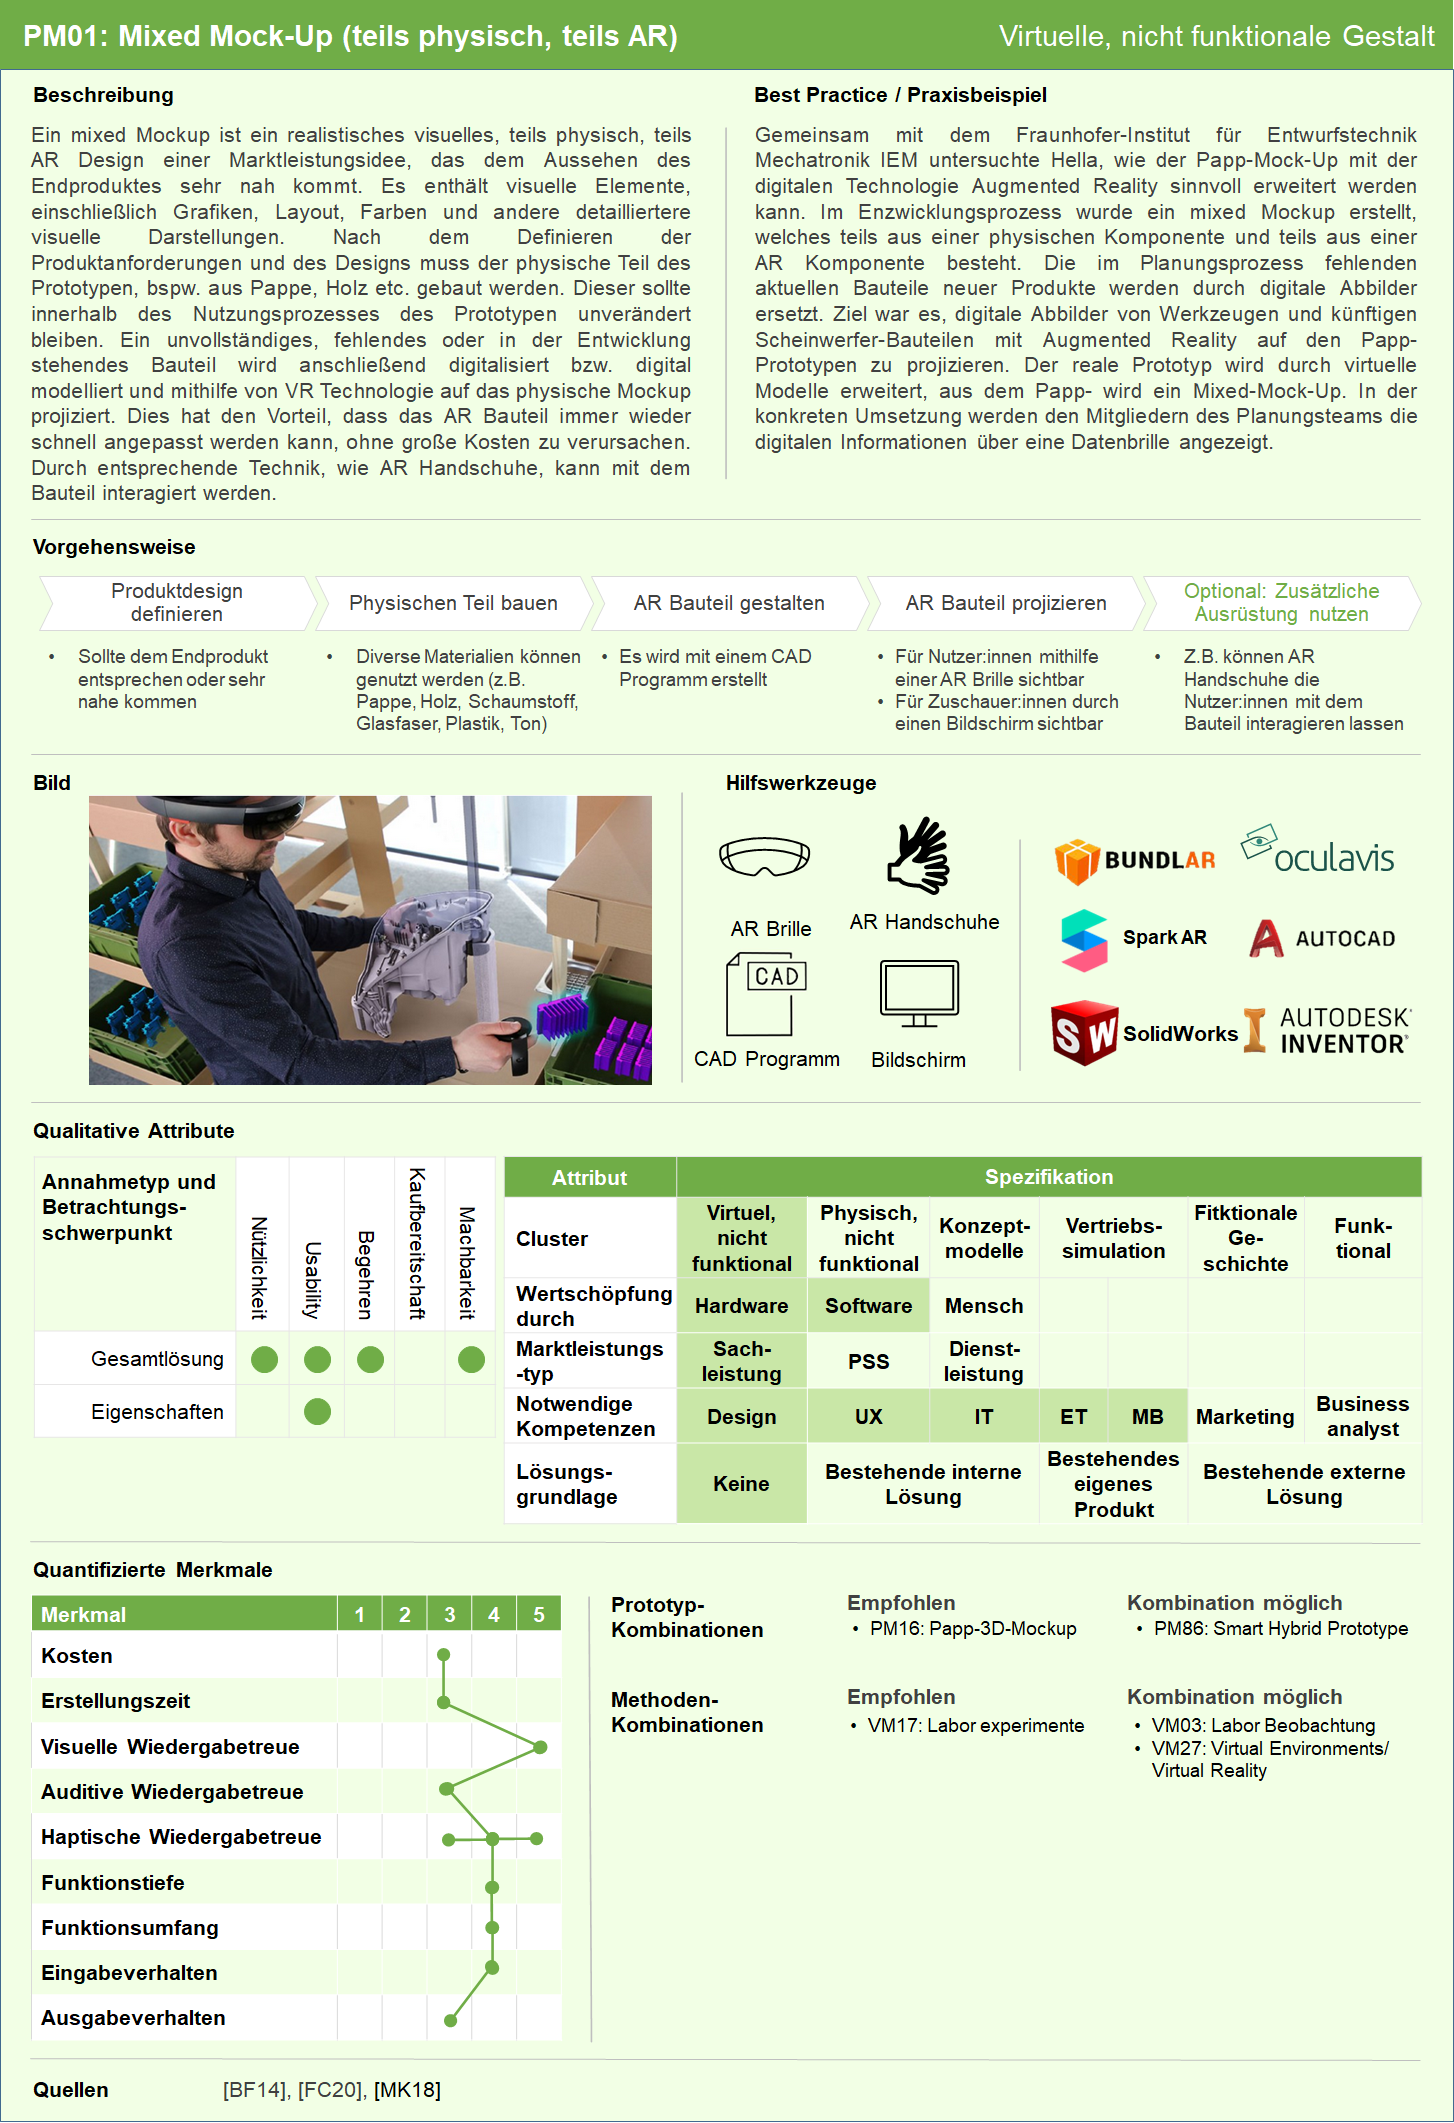 PM01: Mixed Mock-Up (teils physisch, teils AR)
Virtuelle, nicht funktionale Gestalt
Beschreibung
Ein mixed Mockup ist ein realistisches visuelles, teils physisch, teils
AR Design einer Marktleistungsidee, das dem Aussehen des
Endproduktes sehr nah kommt. Es enthält visuelle Elemente,
einschließlich Grafiken, Layout, Farben und andere detailliertere
visuelle Darstellungen. Nach dem Definieren der
Produktanforderungen und des Designs muss der physische Teil des
Prototypen, bspw. aus Pappe, Holz etc. gebaut werden. Dieser sollte
innerhalb des Nutzungsprozesses des Prototypen unverändert
bleiben. Ein unvollständiges, fehlendes oder in der Entwicklung
stehendes Bauteil wird anschließend digitalisiert bzw. digital
modelliert und mithilfe von VR Technologie auf das physische Mockup
projiziert. Dies hat den Vorteil, dass das AR Bauteil immer wieder
schnell angepasst werden kann, ohne große Kosten zu verursachen.
Durch entsprechende Technik, wie AR Handschuhe, kann mit dem
Bauteil interagiert werden.
Best Practice / Praxisbeispiel
Gemeinsam mit dem Fraunhofer-Institut für Entwurfstechnik
Mechatronik IEM untersuchte Hella, wie der Papp-Mock-Up mit der
digitalen Technologie Augmented Reality sinnvoll erweitert werden
kann. Im Enzwicklungsprozess wurde ein mixed Mockup erstellt,
welches teils aus einer physischen Komponente und teils aus einer
AR Komponente besteht. Die im Planungsprozess fehlenden
aktuellen Bauteile neuer Produkte werden durch digitale Abbilder
ersetzt. Ziel war es, digitale Abbilder von Werkzeugen und künftigen
Scheinwerfer-Bauteilen mit Augmented Reality auf den Papp-
Prototypen zu projizieren. Der reale Prototyp wird durch virtuelle
Modelle erweitert, aus dem Papp- wird ein Mixed-Mock-Up. In der
konkreten Umsetzung werden den Mitgliedern des Planungsteams die
digitalen Informationen über eine Datenbrille angezeigt.
Vorgehensweise
Produktdesign
definieren
Physischen Teil bauen
AR Bauteil gestalten
AR Bauteil projizieren
Optional: Zusätzliche
Ausrüstung nutzen
• Sollte dem Endprodukt
entsprechen oder sehr
nahe kommen
• Diverse Materialien können
genutzt werden (z.B.
Pappe, Holz, Schaumstoff,
Glasfaser, Plastik, Ton)
• Es wird mit einem CAD
Programm erstellt
• Für Nutzer:innen mithilfe
einer AR Brille sichtbar
• Für Zuschauer:innen durch
einen Bildschirm sichtbar
• Z.B. können AR
Handschuhe die
Nutzer:innen mit dem
Bauteil interagieren lassen
Bild
Hilfswerkzeuge
AR Brille
AR Handschuhe
CAD
CAD Programm
Bildschirm
BUNDLAR
oculavis
Spark AR
AUTOCAD
SW
SolidWorks
I
AUTODESK
INVENTOR®
Qualitative Attribute
Annahmetyp und
Betrachtungs-
schwerpunkt
Nützlichkeit
Usability
Begehren
Kaufbereitschaft
Machbarkeit
Gesamtlösung
Eigenschaften
Attribut
Spezifikation
Cluster
Virtuel,
nicht
funktional
Physisch,
nicht
funktional
Konzept-
modelle
Vertriebs-
simulation
Fitktionale
Ge-
schichte
Funk-
tional
Wertschöpfung
durch
Hardware
Software
Mensch
Marktleistungs
-typ
Sach-
leistung
PSS
Dienst-
leistung
Notwendige
Kompetenzen
Design
UX
IT
ET
MB
Marketing
Business
analyst
Lösungs-
grundlage
Keine
Bestehende interne
Lösung
Bestehendes
eigenes
Produkt
Bestehende externe
Lösung
Quantifizierte Merkmale
Merkmal 1 2 3 4 5
Kosten
Erstellungszeit
Visuelle Wiedergabetreue
Auditive Wiedergabetreue
Haptische Wiedergabetreue
Funktionstiefe
Funktionsumfang
Eingabeverhalten
Ausgabeverhalten
Prototyp-
Kombinationen
Empfohlen
• PM16: Papp-3D-Mockup
Kombination möglich
• PM86: Smart Hybrid Prototype
Methoden-
Kombinationen
Empfohlen
• VM17: Labor experimente
Kombination möglich
• VM03: Labor Beobachtung
• VM27: Virtual Environments/
Virtual Reality
Quellen
[BF14], [FC20], [MK18]